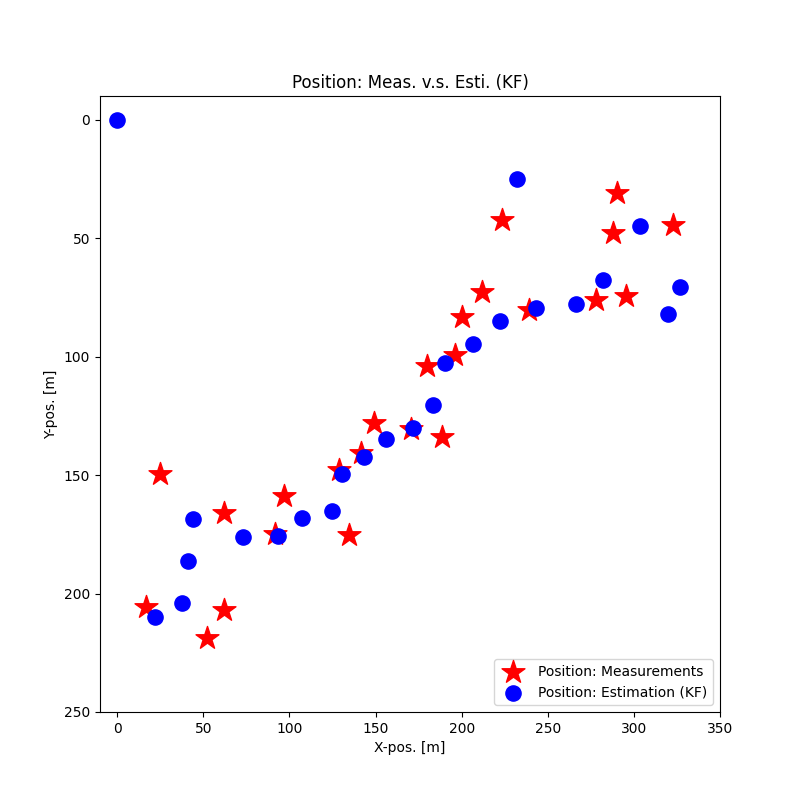 Position: Meas. v.s. Esti. (KF)
0
50
100
150
200
250
Y-pos. [m]
0
50
100
150
200
250
300
350
X-pos. [m]
Position: Measurements
Position: Estimation (KF)